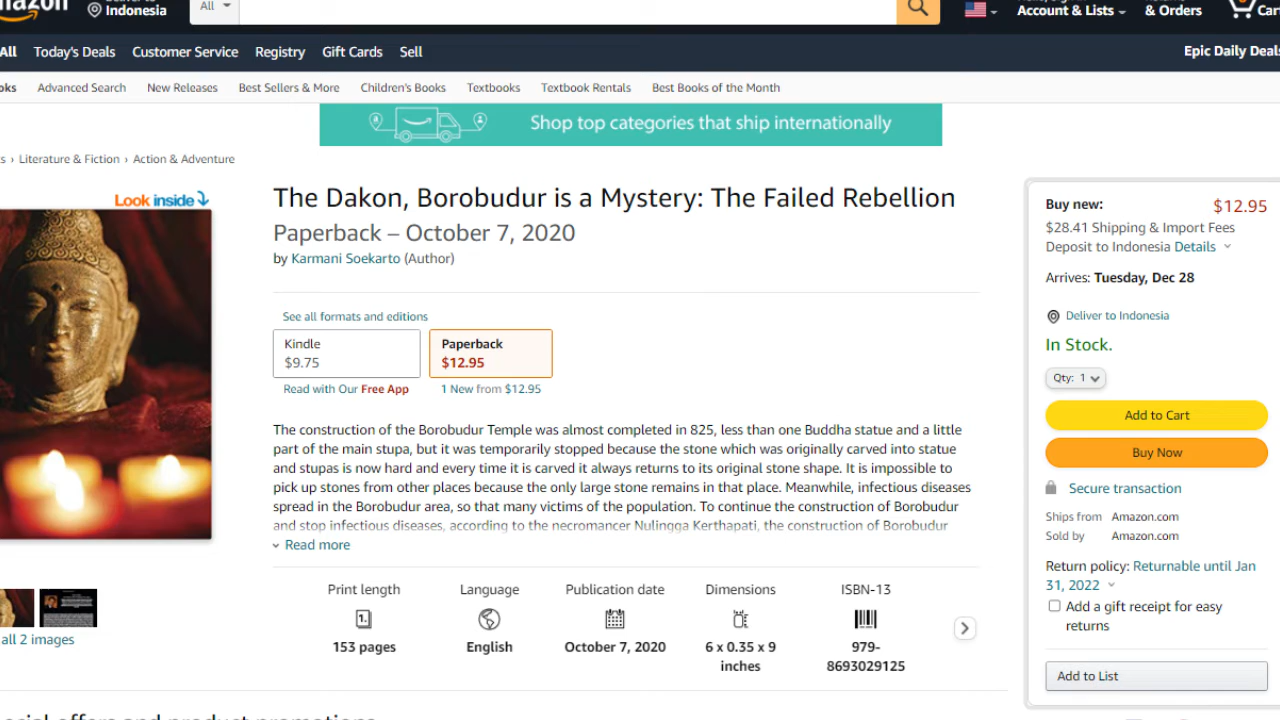 Indonesia
All
Account & Lists
& Orders
All
Today's Deals
Customer Service
Registry
Gift Cards
Sell
Epic Daily
Advanced Search
New Releases
Best Sellers & More
Children's Books
Textbooks
Textbook Rentals
Best Books of the Month
Shop top categories that ship internationally
› Literature & Fiction › Action & Adventure
Look inside
The Dakon, Borobudur is a Mystery: The Failed Rebellion
Paperback – October 7, 2020
by Karmani Soekarto (Author)
See all formats and editions
Kindle
$9.75
Paperback
$12.95
Read with Our Free App
1 New from $12.95
The construction of the Borobudur Temple was almost completed in 825, less than one Buddha statue and a little
part of the main stupa, but it was temporarily stopped because the stone which was originally carved into statue
and stupas is now hard and every time it is carved it always returns to its original stone shape. It is impossible to
pick up stones from other places because the only large stone remains in that place. Meanwhile, infectious diseases
spread in the Borobudur area, so that many victims of the population. To continue the construction of Borobudur
and stop infectious diseases, according to the necromancer Nulingga Kerthapati, the construction of Borobudur
Read more
Print length
153 pages
Language
English
Publication date
October 7, 2020
Dimensions
6 x 0.35 x 9
inches
ISBN-13
979-
8693029125
all 2 images
Buy new:
$12.95
$28.41 Shipping & Import Fees
Deposit to Indonesia Details
Arrives: Tuesday, Dec 28
Deliver to Indonesia
In Stock.
Qty: 1
Add to Cart
Buy Now
Secure transaction
Ships from Amazon.com
Sold by Amazon.com
Return policy: Returnable until Jan
31, 2022
Add a gift receipt for easy
returns
Add to List